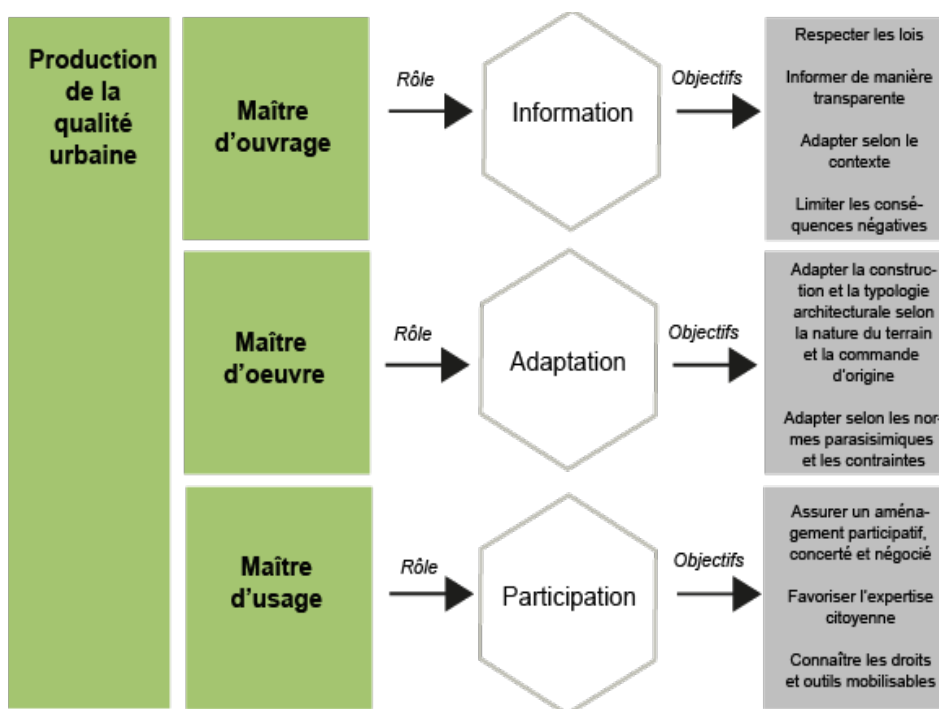 Production
de la
qualité
urbaine
Maître
d'ouvrage
Rôle
Information
Objectifs
Respecter les lois
Informer de manière
transparente
Adapter selon le
contexte
Limiter les consé-
quences négatives
Maître
d'oeuvre
Rôle
Adaptation
Objectifs
Adapter la construc-
tion et la typologie
architecturale selon
la nature du terrain
et la commande
d'origine
Adapter selon les nor-
mes parasisimiques
et les contraintes
Maître
d'usage
Rôle
Participation
Objectifs
Assurer un aména-
gement participatif,
concerté et négocié
Favoriser l'expertise
citoyenne
Connaître les droits
et outils mobilisables